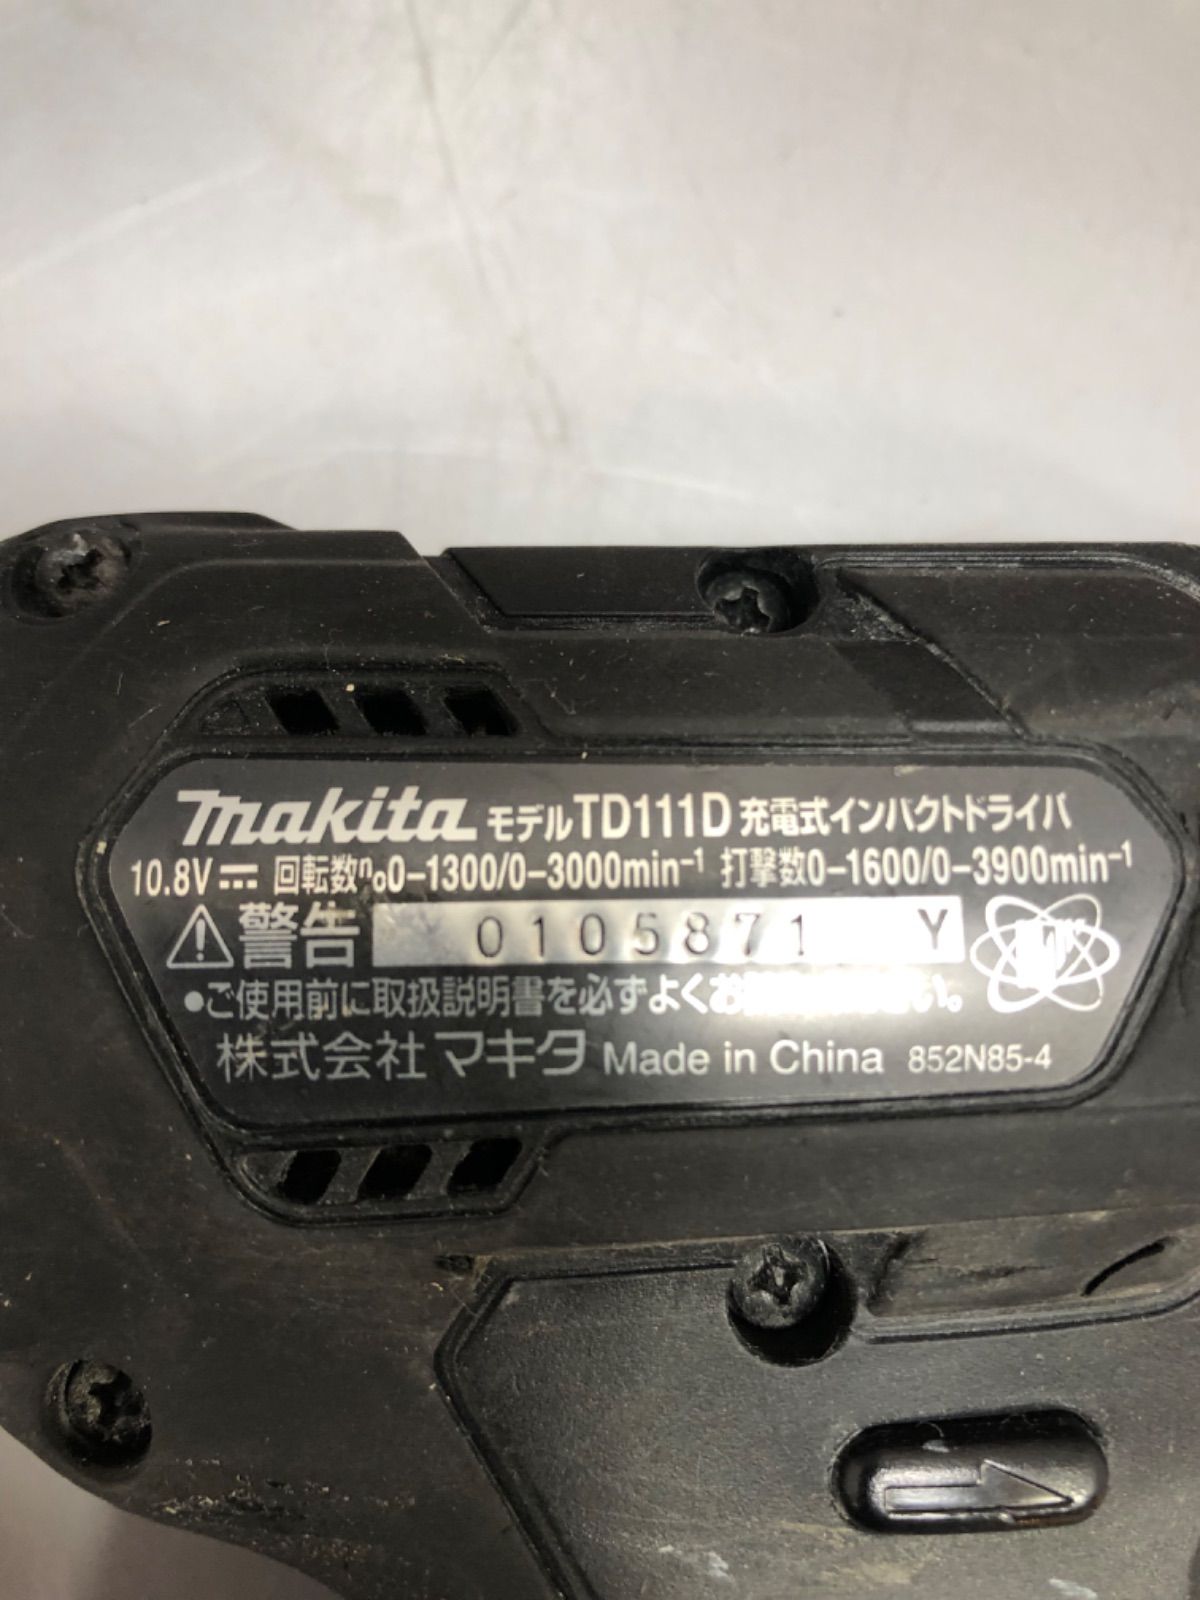 makita モデルTD111D 充電式インパクトドライバ
10.8V⎓ 回転数n₀0-1300/0-3000min⁻¹ 打撃数0-1600/0-3900min⁻¹
⚠警告 0105871 Y
●ご使用前に取扱説明書を必ずよくお
株式会社マキタ Made in China 852N85-4